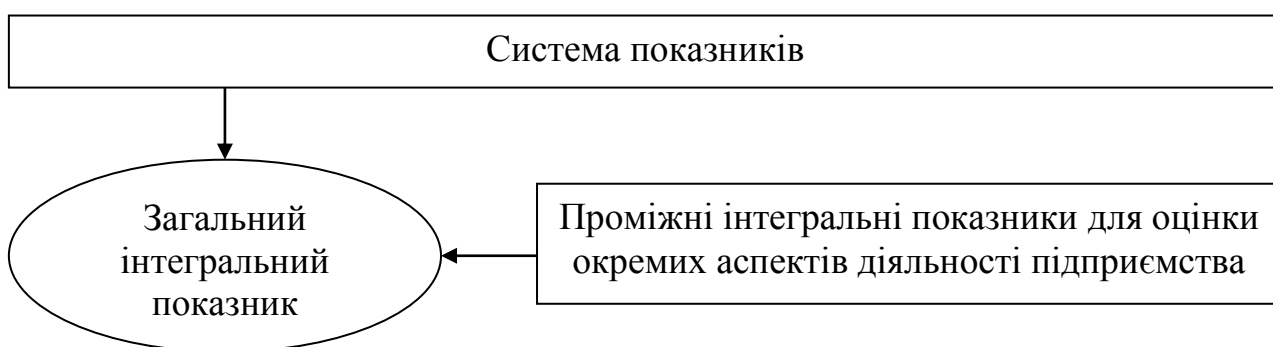 Система показників
Загальний
інтегральний
показник
Проміжні інтегральні показники для оцінки
окремих аспектів діяльності підприємства